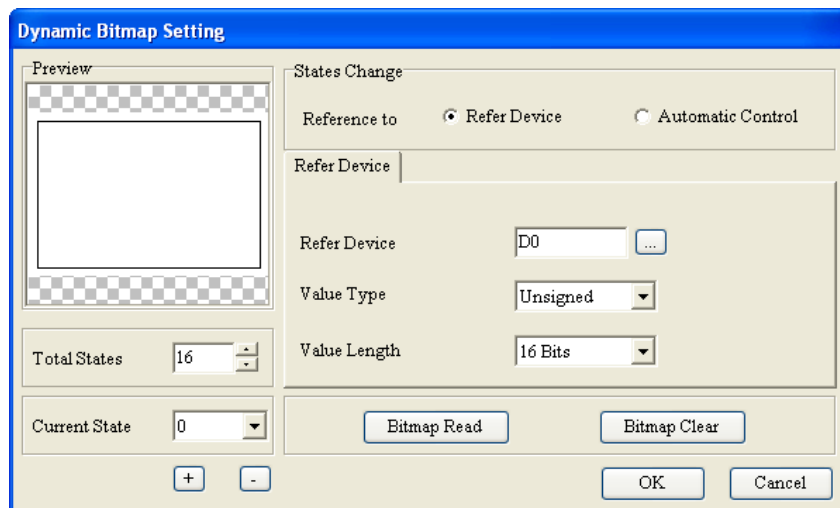 Dynamic Bitmap Setting
Preview
States Change
Reference to Refer Device Automatic Control
Refer Device
Refer Device D0 ...
Value Type Unsigned
Value Length 16 Bits
Total States 16
Current State 0
Bitmap Read Bitmap Clear
+ -
OK Cancel